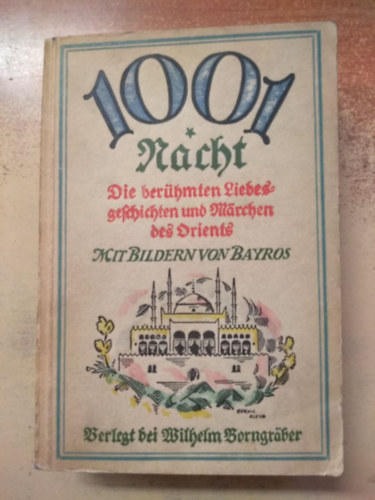 1001
Nacht
Die berühmten Liebes-
geschichten und Märchen
des Orients
MIT BILDERN VON BAYROS
Verlegt bei Wilhelm Borngräber